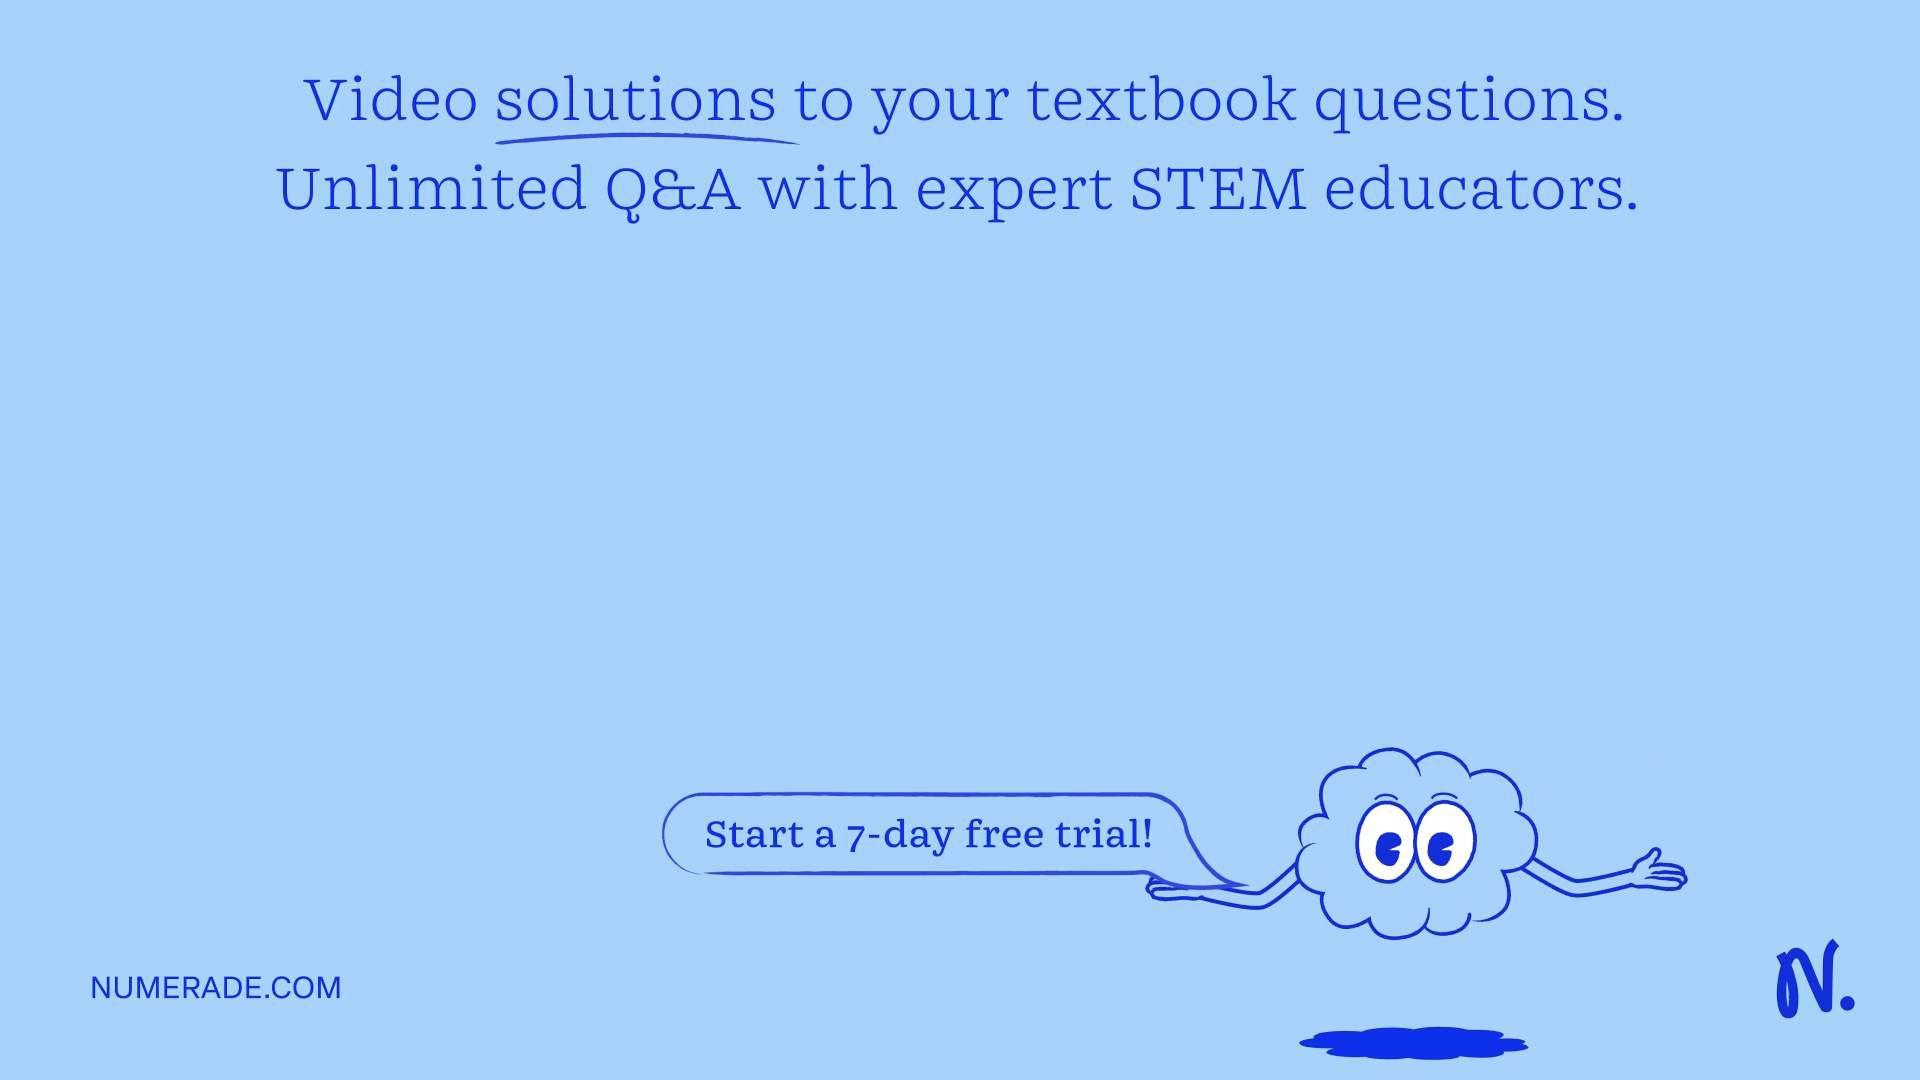 Video solutions to your textbook questions.
Unlimited Q&A with expert STEM educators.
Start a 7-day free trial!
NUMERADE.COM
N.